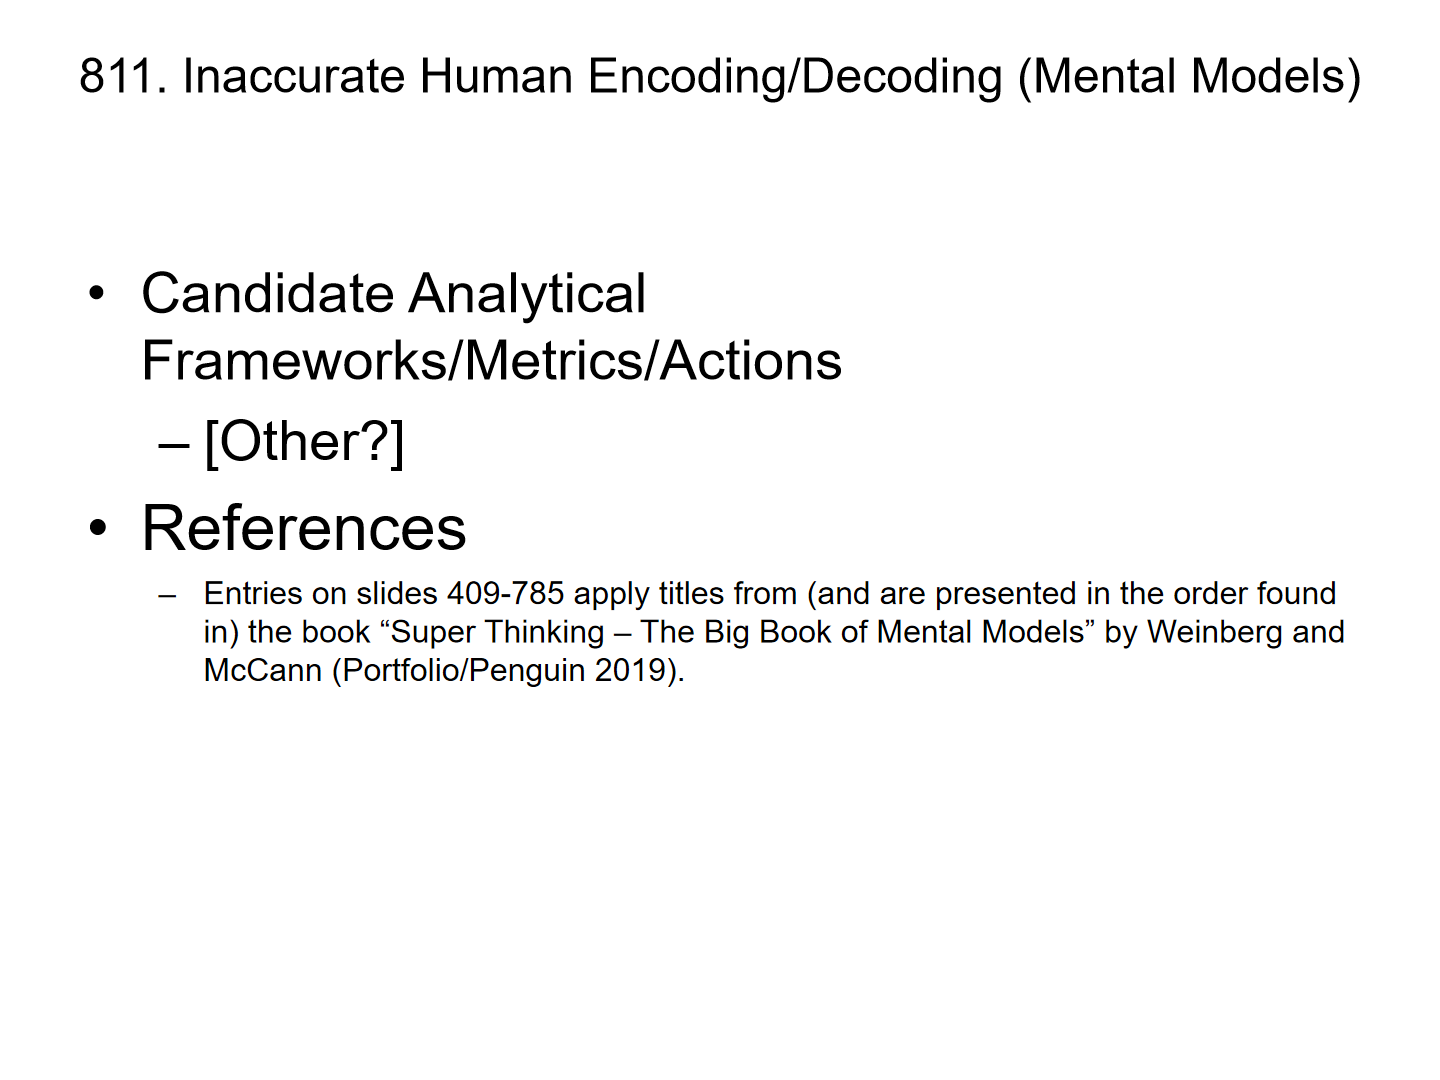 811. Inaccurate Human Encoding/Decoding (Mental Models)
• Candidate Analytical
Frameworks/Metrics/Actions
– [Other?]
• References
– Entries on slides 409-785 apply titles from (and are presented in the order found
in) the book “Super Thinking – The Big Book of Mental Models” by Weinberg and
McCann (Portfolio/Penguin 2019).